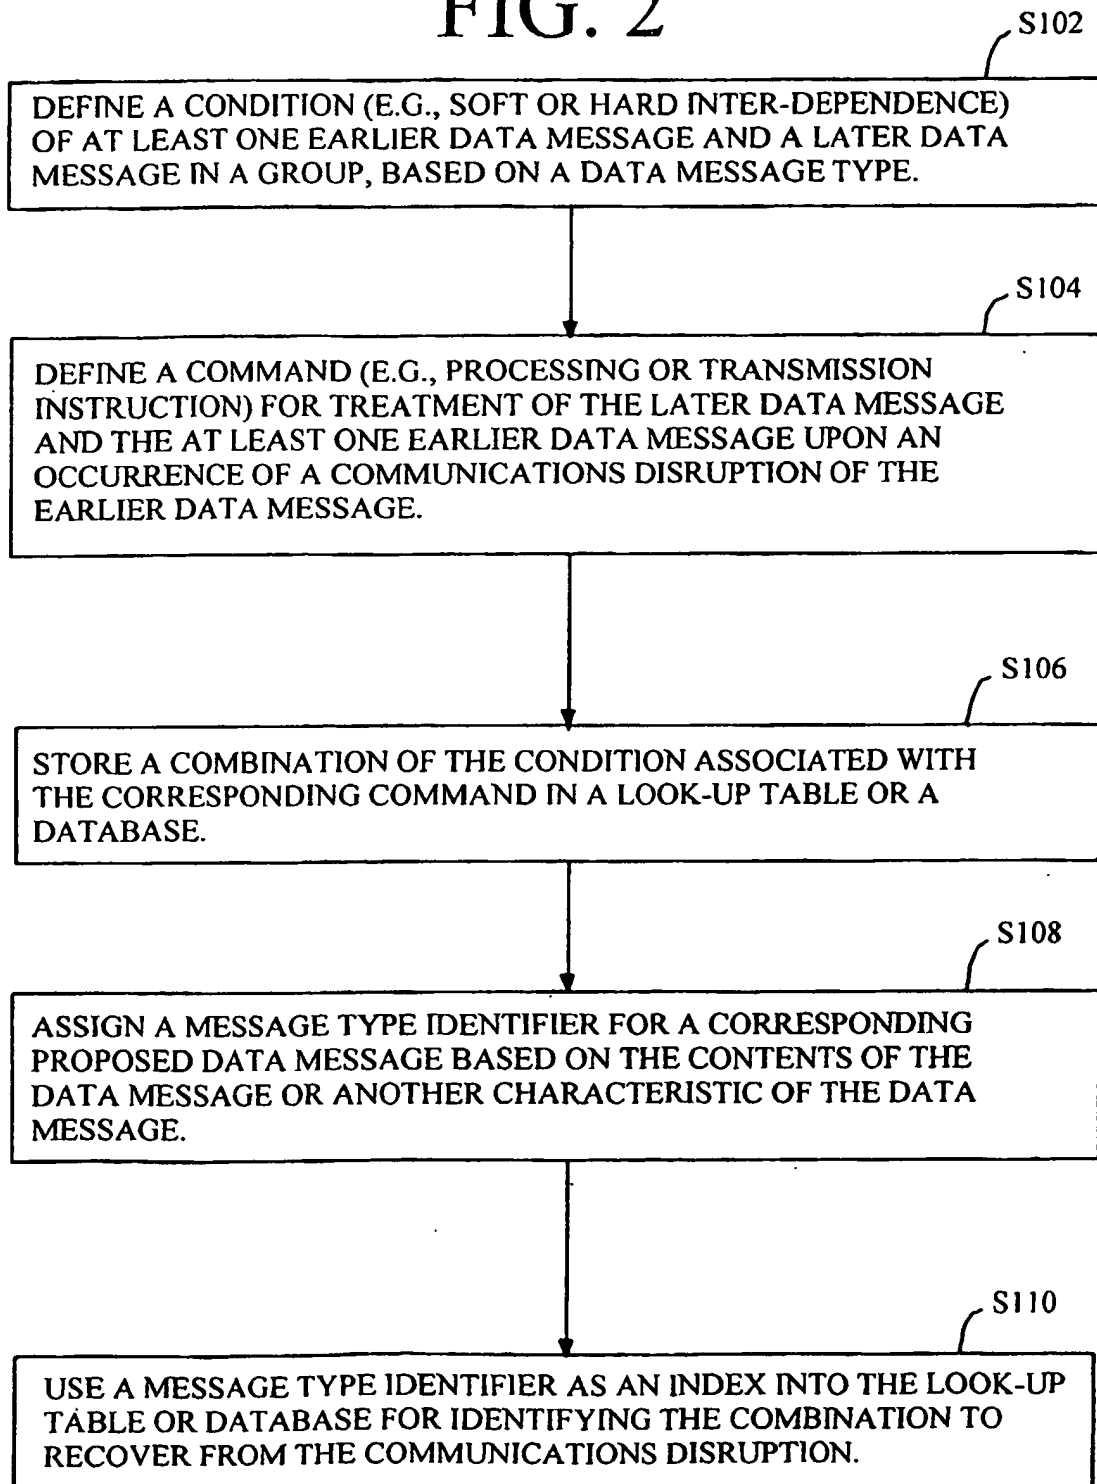 FIG. 2
S102
DEFINE A CONDITION (E.G., SOFT OR HARD INTER-DEPENDENCE)
OF AT LEAST ONE EARLIER DATA MESSAGE AND A LATER DATA
MESSAGE IN A GROUP, BASED ON A DATA MESSAGE TYPE.
S104
DEFINE A COMMAND (E.G., PROCESSING OR TRANSMISSION
INSTRUCTION) FOR TREATMENT OF THE LATER DATA MESSAGE
AND THE AT LEAST ONE EARLIER DATA MESSAGE UPON AN
OCCURRENCE OF A COMMUNICATIONS DISRUPTION OF THE
EARLIER DATA MESSAGE.
S106
STORE A COMBINATION OF THE CONDITION ASSOCIATED WITH
THE CORRESPONDING COMMAND IN A LOOK-UP TABLE OR A
DATABASE.
S108
ASSIGN A MESSAGE TYPE IDENTIFIER FOR A CORRESPONDING
PROPOSED DATA MESSAGE BASED ON THE CONTENTS OF THE
DATA MESSAGE OR ANOTHER CHARACTERISTIC OF THE DATA
MESSAGE.
S110
USE A MESSAGE TYPE IDENTIFIER AS AN INDEX INTO THE LOOK-UP
TABLE OR DATABASE FOR IDENTIFYING THE COMBINATION TO
RECOVER FROM THE COMMUNICATIONS DISRUPTION.